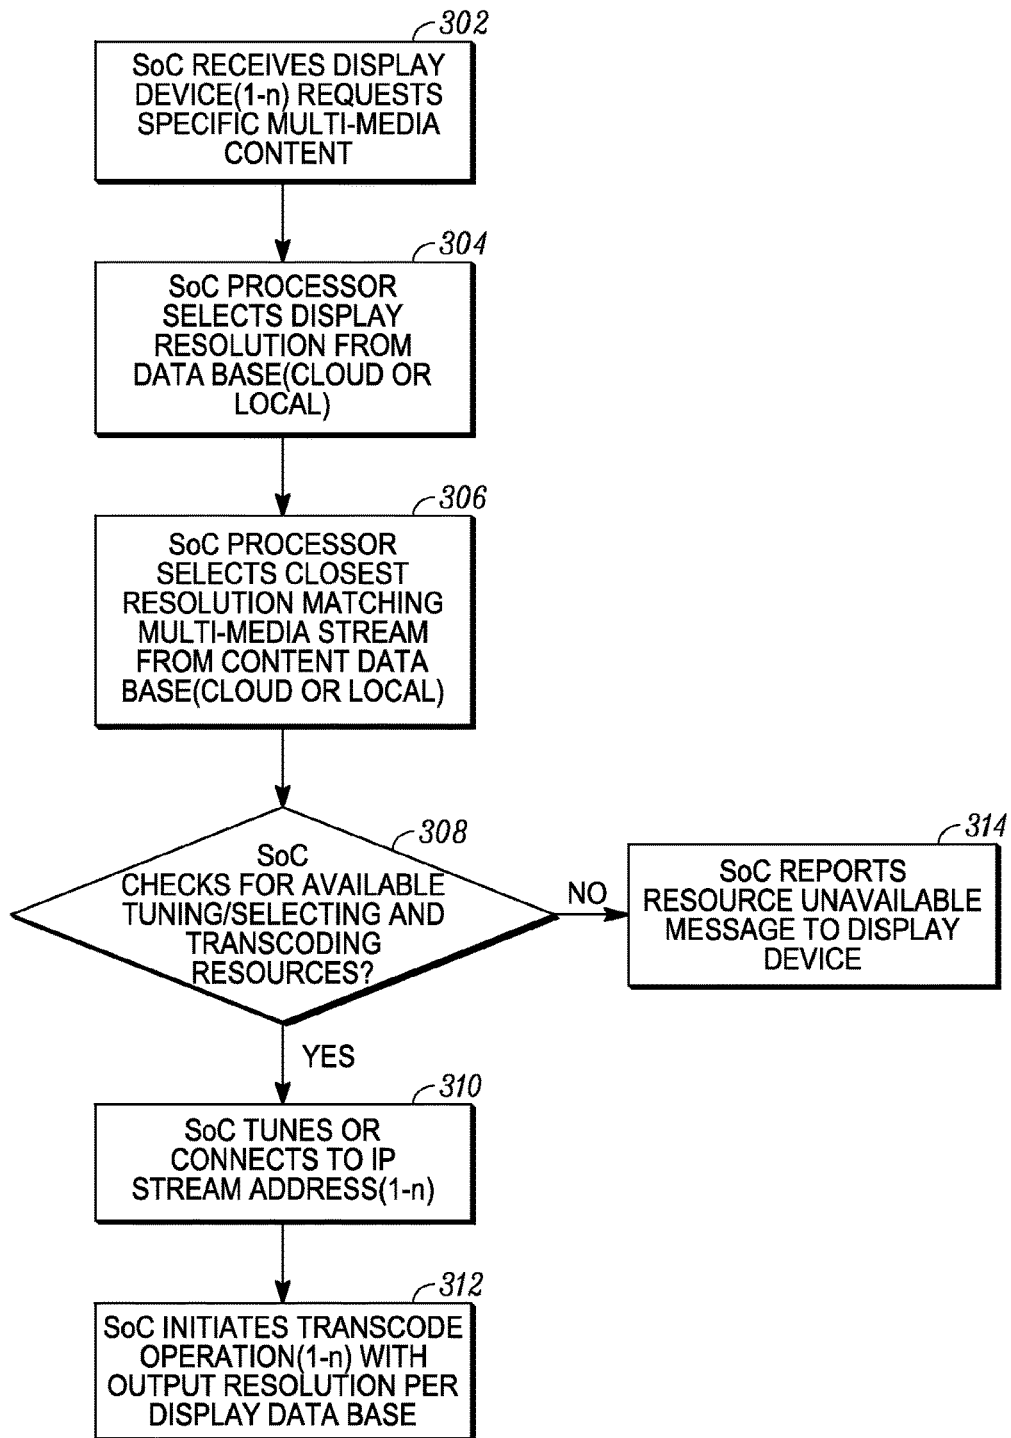 302
SoC RECEIVES DISPLAY
DEVICE(1-n) REQUESTS
SPECIFIC MULTI-MEDIA
CONTENT
304
SoC PROCESSOR
SELECTS DISPLAY
RESOLUTION FROM
DATA BASE(CLOUD OR
LOCAL)
306
SoC PROCESSOR
SELECTS CLOSEST
RESOLUTION MATCHING
MULTI-MEDIA STREAM
FROM CONTENT DATA
BASE(CLOUD OR LOCAL)
308
SoC
CHECKS FOR AVAILABLE
TUNING/SELECTING AND
TRANSCODING
RESOURCES?
NO
314
SoC REPORTS
RESOURCE UNAVAILABLE
MESSAGE TO DISPLAY
DEVICE
YES
310
SoC TUNES OR
CONNECTS TO IP
STREAM ADDRESS(1-n)
312
SoC INITIATES TRANSCODE
OPERATION(1-n) WITH
OUTPUT RESOLUTION PER
DISPLAY DATA BASE